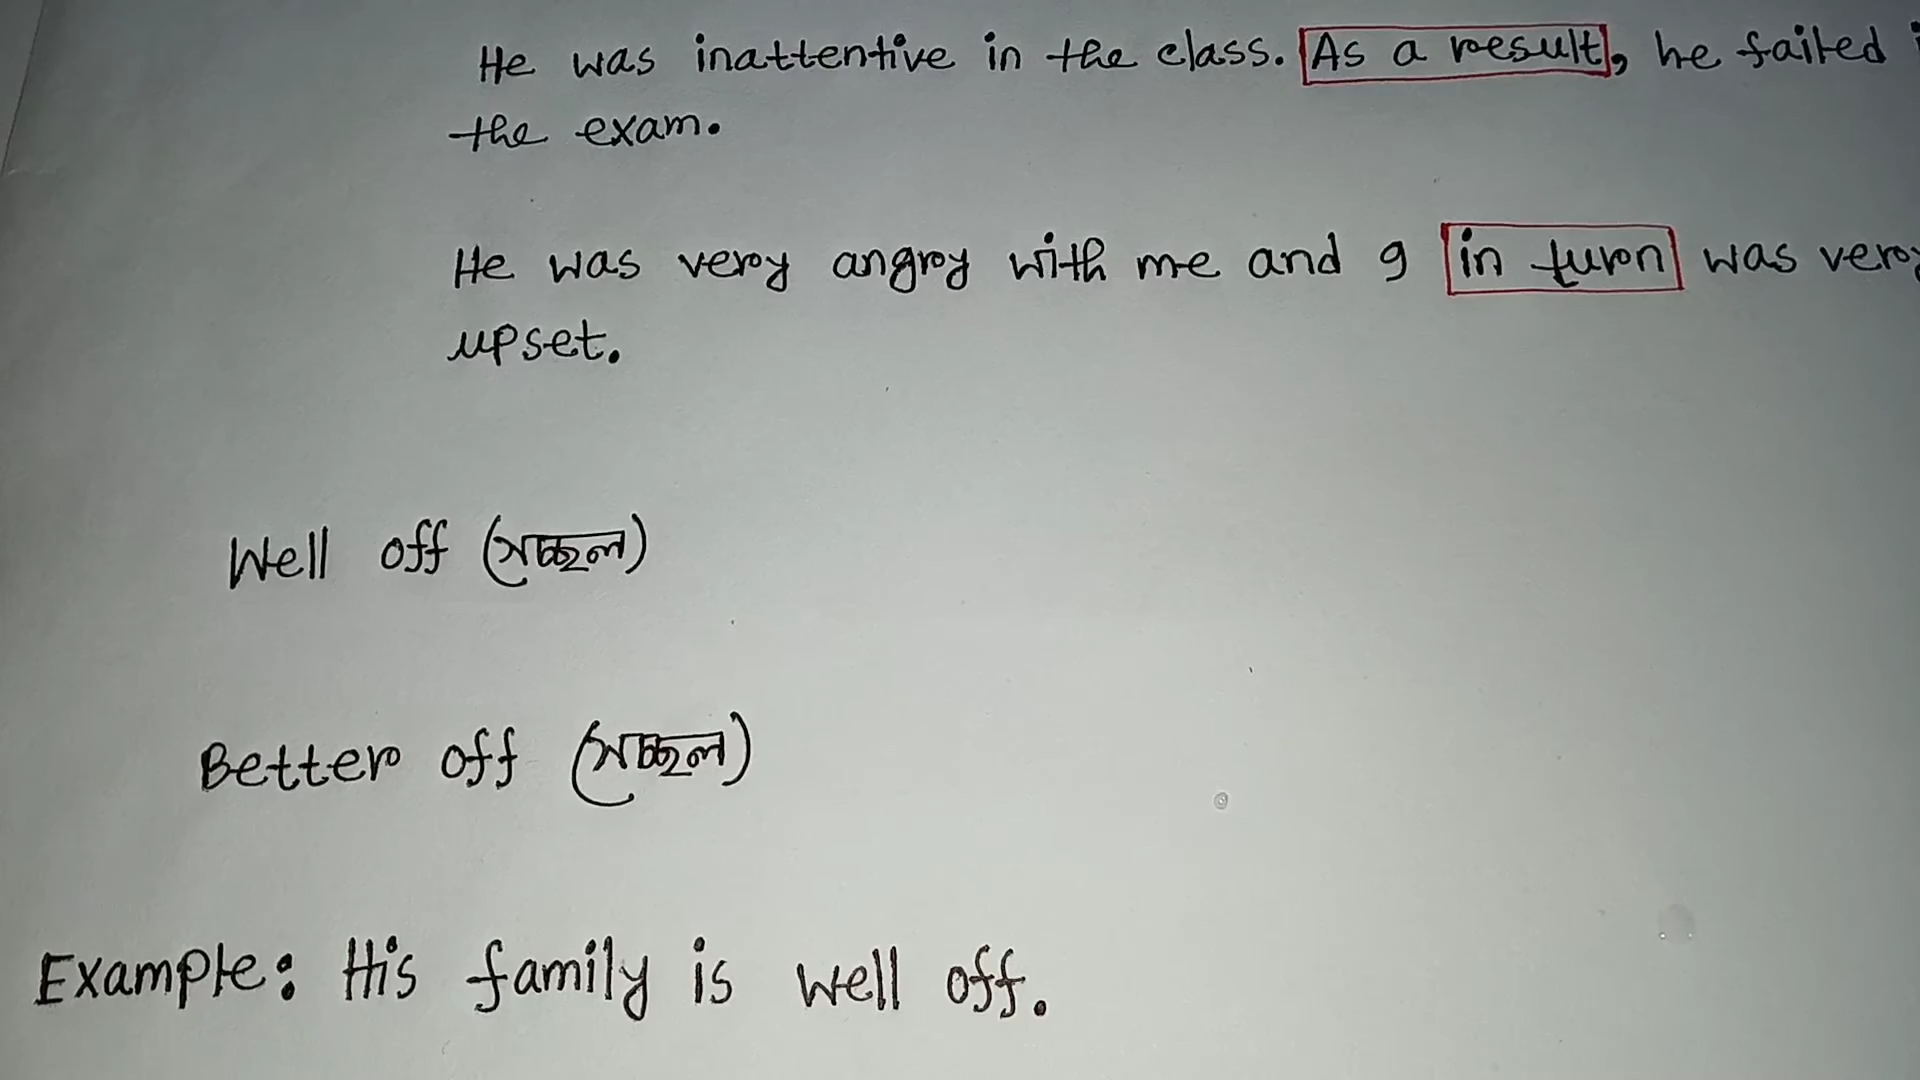 He was inattentive in the class. As a result, he failed
the exam.
He was very angry with me and I in turn was very
upset.
Well off (সচ্ছল)
Better off (সচ্ছল)
Example: His family is well off.